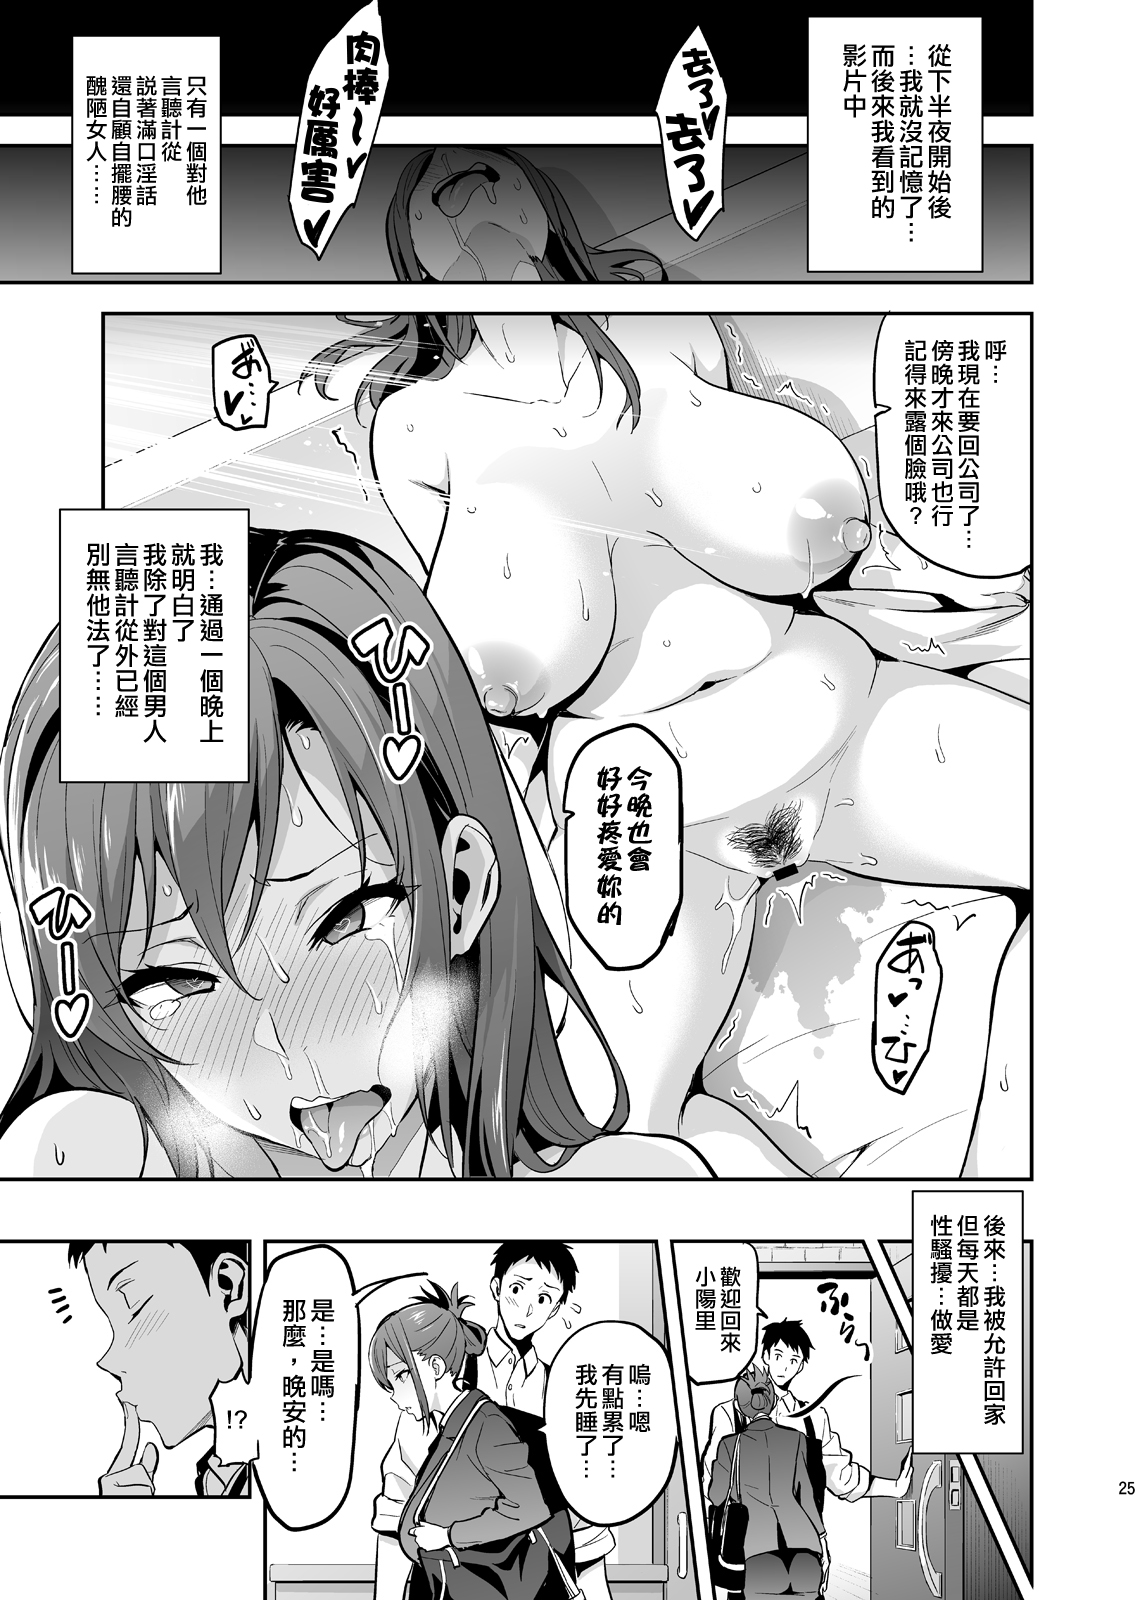 從下半夜開始後
…我就沒記憶了…
而後來我看到的
影片中
去了
去了
肉棒～
好厲害
只有一個對他
言聽計從
説著滿口淫話
還自顧自擺腰的
醜陋女人……
呼…
我現在要回公司了…
傍晚才來公司也行
記得來露個臉哦？
お゛…
我…通過一個晚上
就明白了
我除了對這個男人
言聽計從外已經
別無他法了……
ひーー
ひーー
今晚也會
好好疼愛妳的
あっ…ひ
後來…我被允許回家
但每天都是
性騷擾…做愛
ふら
歡迎回來
小陽里
嗚…嗯
有點累了…
我先睡了…
是…是嗎…
那麼，晚安的…
!?
25